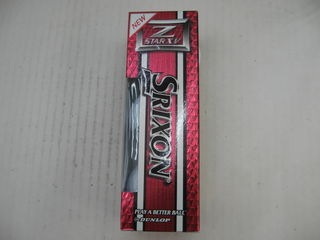 NEW
Z
STAR XV
SRIXON
PLAY A BETTER BALL
DUNLOP